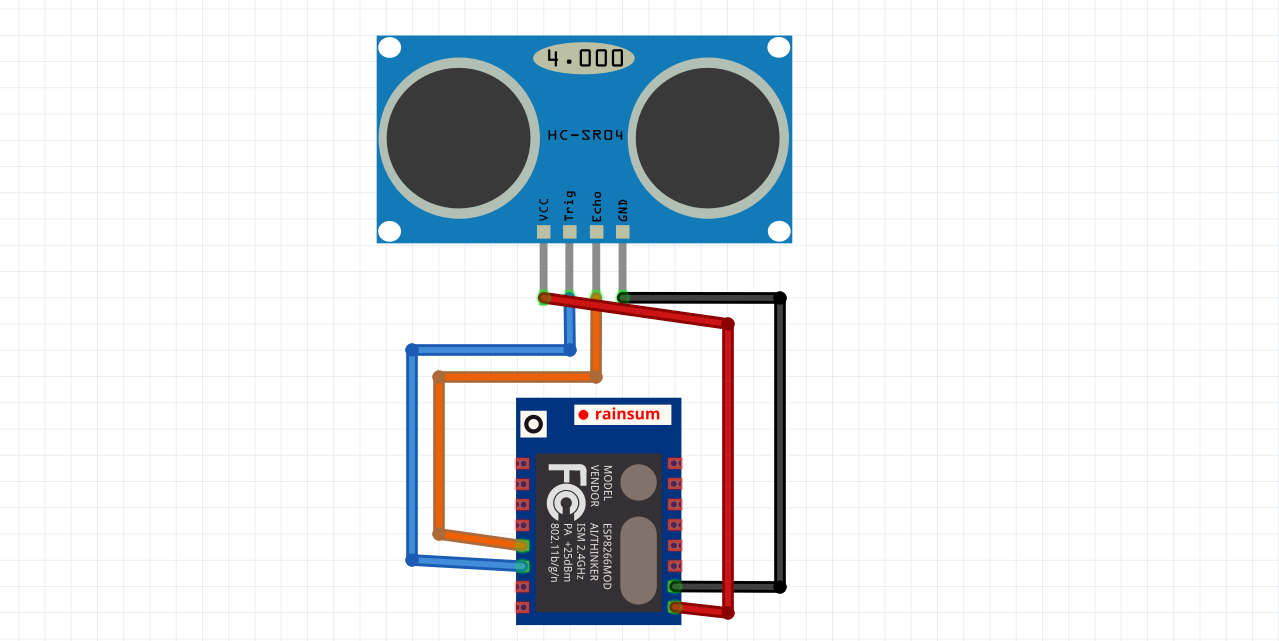 4.000
HC-SR04
VCC
Trig
Echo
GND
rainsum
FC
MODEL
VENDOR
ESP8266MOD
AI/THINKER
ISM 2.4GHz
PA +25dBm
802.11b/g/n